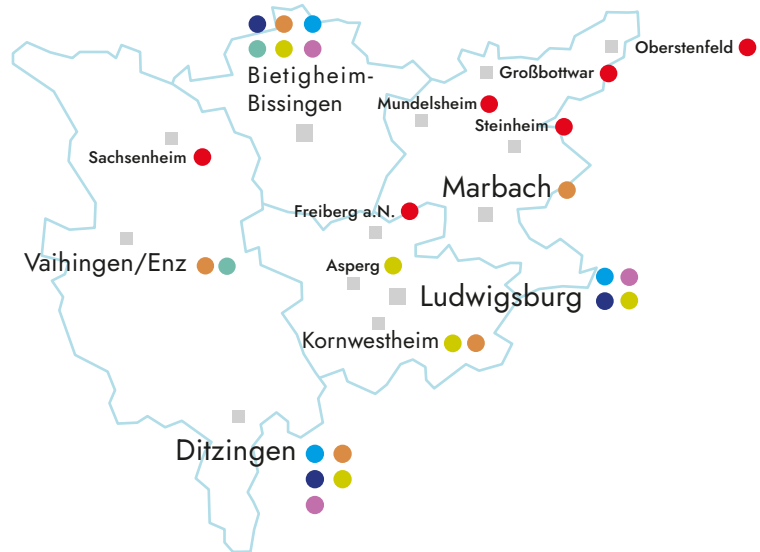 Oberstenfeld
Bietigheim-
Bissingen
Großbottwar
Mundelsheim
Steinheim
Sachsenheim
Marbach
Freiberg a.N.
Vaihingen/Enz
Asperg
Ludwigsburg
Kornwestheim
Ditzingen